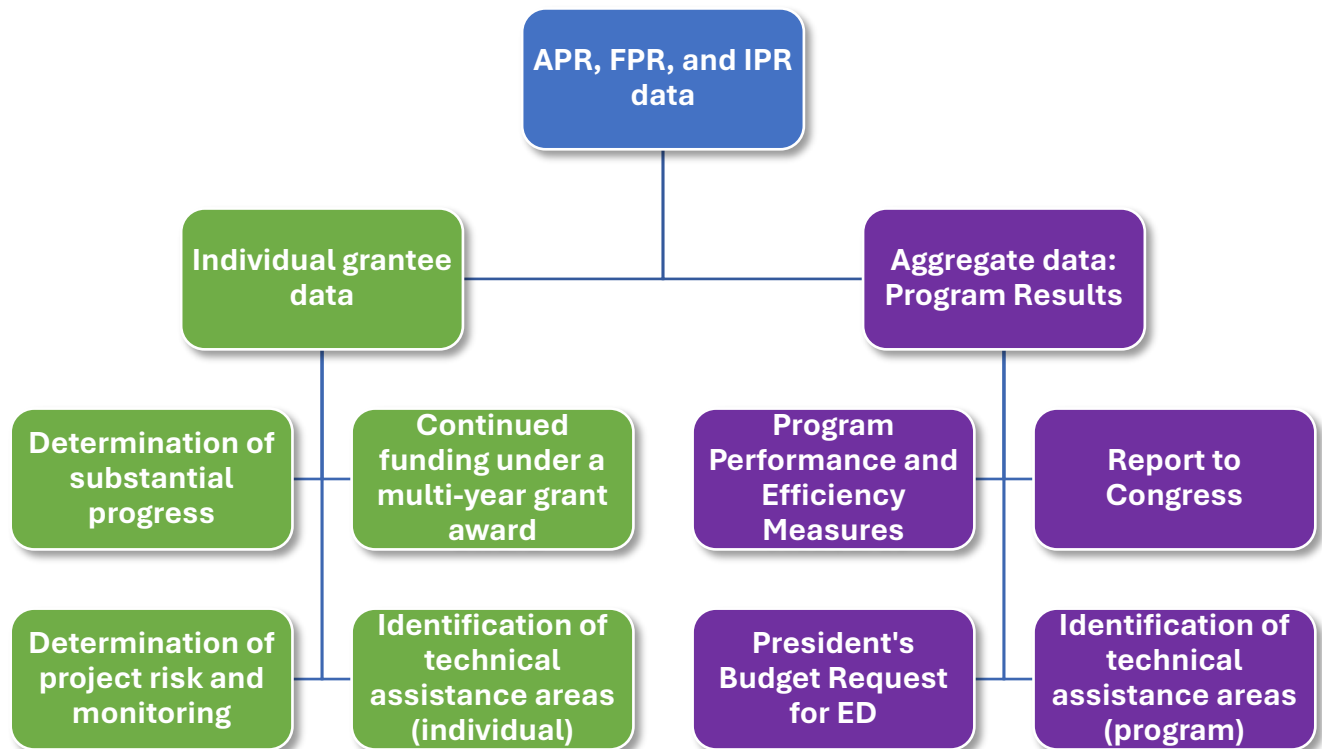 APR, FPR, and IPR
data
Individual grantee
data
Aggregate data:
Program Results
Determination of
substantial
progress
Continued
funding under a
multi-year grant
award
Program
Performance and
Efficiency
Measures
Report to
Congress
Determination of
project risk and
monitoring
Identification of
technical
assistance areas
(individual)
President's
Budget Request
for ED
Identification of
technical
assistance areas
(program)